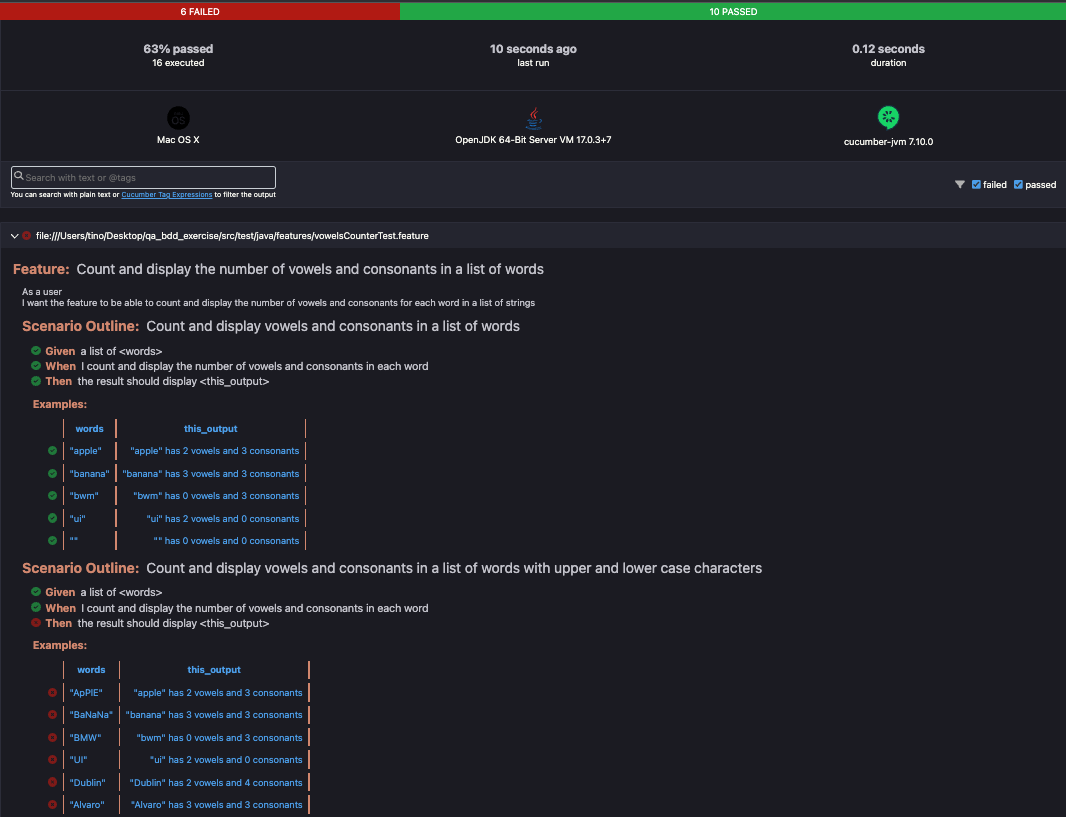 6 FAILED 10 PASSED
63% passed 10 seconds ago 0.12 seconds
16 executed last run duration
Mac OS X OpenJDK 64-Bit Server VM 17.0.3+7 cucumber-jvm 7.10.0
Search with text or @tags
You can search with plain text or Cucumber Tag Expressions to filter the output
failed passed
file:///Users/tino/Desktop/qa_bdd_exercise/src/test/java/features/vowelsCounterTest.feature
Feature: Count and display the number of vowels and consonants in a list of words
As a user
I want the feature to be able to count and display the number of vowels and consonants for each word in a list of strings
Scenario Outline: Count and display vowels and consonants in a list of words
Given a list of <words>
When I count and display the number of vowels and consonants in each word
Then the result should display <this_output>
Examples:
words this_output
"apple" "apple" has 2 vowels and 3 consonants
"banana" "banana" has 3 vowels and 3 consonants
"bwm" "bwm" has 0 vowels and 3 consonants
"ui" "ui" has 2 vowels and 0 consonants
"" "" has 0 vowels and 0 consonants
Scenario Outline: Count and display vowels and consonants in a list of words with upper and lower case characters
Given a list of <words>
When I count and display the number of vowels and consonants in each word
Then the result should display <this_output>
Examples:
words this_output
"ApPlE" "apple" has 2 vowels and 3 consonants
"BaNaNa" "banana" has 3 vowels and 3 consonants
"BMW" "bwm" has 0 vowels and 3 consonants
"UI" "ui" has 2 vowels and 0 consonants
"Dublin" "Dublin" has 2 vowels and 4 consonants
"Alvaro" "Alvaro" has 3 vowels and 3 consonants